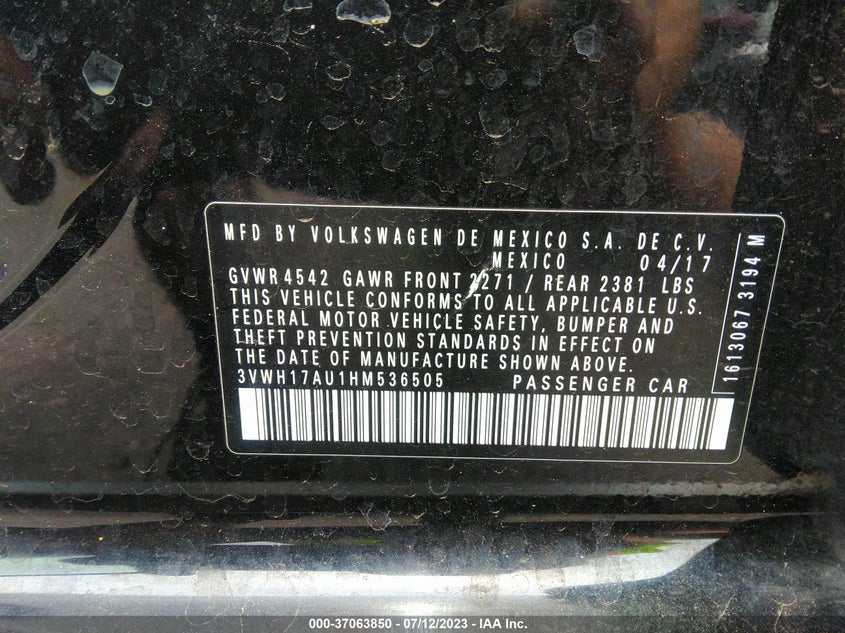 MFD BY VOLKSWAGEN DE MEXICO S.A. DE C.V.
MEXICO 04/17
GVWR 4542 GAWR FRONT 2271 / REAR 2381 LBS
THIS VEHICLE CONFORMS TO ALL APPLICABLE U.S.
FEDERAL MOTOR VEHICLE SAFETY, BUMPER AND
THEFT PREVENTION STANDARDS IN EFFECT ON
THE DATE OF MANUFACTURE SHOWN ABOVE.
3VWH17AU1HM536505 PASSENGER CAR
1613067 3194 M
000-37063850 - 07/12/2023 - IAA Inc.